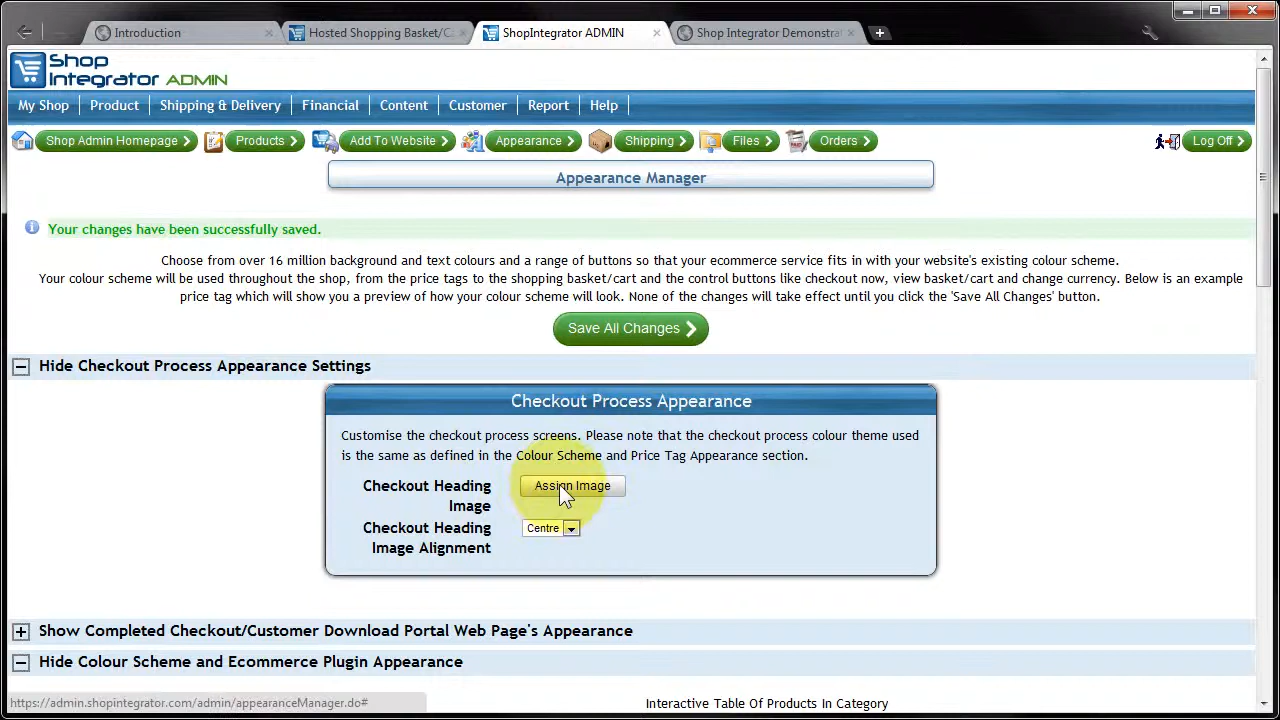 Introduction
Hosted Shopping Basket/Ca
ShopIntegrator ADMIN
Shop Integrator Demonstrat
Shop
Integrator ADMIN
My Shop
Product
Shipping & Delivery
Financial
Content
Customer
Report
Help
Shop Admin Homepage
Products
Add To Website
Appearance
Shipping
Files
Orders
Log Off
Appearance Manager
Your changes have been successfully saved.
Choose from over 16 million background and text colours and a range of buttons so that your ecommerce service fits in with your website's existing colour scheme.
Your colour scheme will be used throughout the shop, from the price tags to the shopping basket/cart and the control buttons like checkout now, view basket/cart and change currency. Below is an example
price tag which will show you a preview of how your colour scheme will look. None of the changes will take effect until you click the 'Save All Changes' button.
Save All Changes
Hide Checkout Process Appearance Settings
Checkout Process Appearance
Customise the checkout process screens. Please note that the checkout process colour theme used
is the same as defined in the Colour Scheme and Price Tag Appearance section.
Checkout Heading
Image
Assign Image
Checkout Heading
Image Alignment
Centre
Show Completed Checkout/Customer Download Portal Web Page's Appearance
Hide Colour Scheme and Ecommerce Plugin Appearance
https://admin.shopintegrator.com/admin/appearanceManager.do#
Interactive Table Of Products In Category